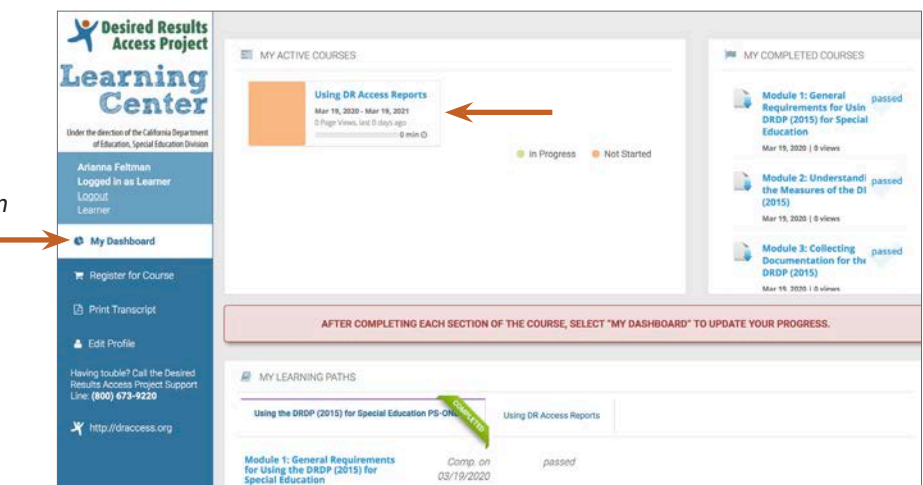 Desired Results
Access Project
Learning
Center
Under the direction of the California Department
of Education, Special Education Division
Arianna Feltman
Logged in as Learner
Logout
Learner
n
My Dashboard
Register for Course
Print Transcript
Edit Profile
Having touble? Call the Desired
Results Access Project Support
Line: (800) 673-9220
http://draccess.org
MY ACTIVE COURSES
Using DR Access Reports
Mar 19, 2020 - Mar 19, 2021
0 Page Views, last 0 days ago
0 min
In Progress
Not Started
MY COMPLETED COURSES
Module 1: General
Requirements for Usin
DRDP (2015) for Special
Education
passed
Mar 19, 2020 | 0 views
Module 2: Understandi
the Measures of the DI
(2015)
passed
Mar 19, 2020 | 0 views
Module 3: Collecting
Documentation for the
DRDP (2015)
passed
Mar 19, 2020 | 0 views
AFTER COMPLETING EACH SECTION OF THE COURSE, SELECT "MY DASHBOARD" TO UPDATE YOUR PROGRESS.
MY LEARNING PATHS
Using the DRDP (2015) for Special Education PS-ONL
COMPLETED
Using DR Access Reports
Module 1: General Requirements
for Using the DRDP (2015) for
Special Education
Comp. on
03/19/2020
passed